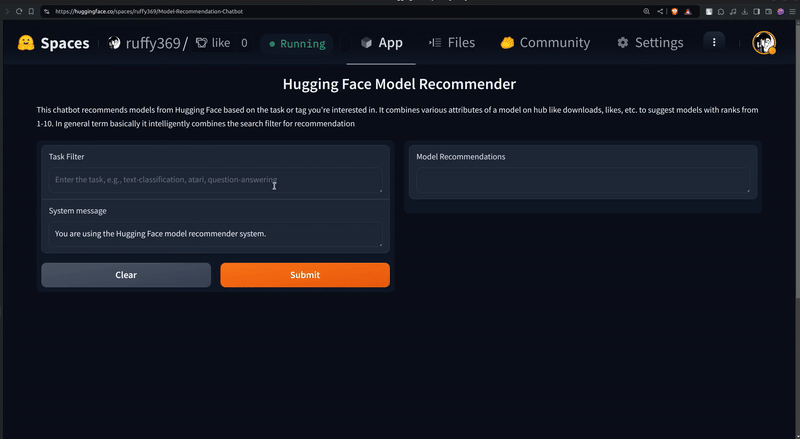 https://huggingface.co/spaces/ruffy369/Model-Recommendation-Chatbot
Spaces ruffy369/ like 0 Running App Files Community Settings
Hugging Face Model Recommender
This chatbot recommends models from Hugging Face based on the task or tag you're interested in. It combines various attributes of a model on hub like downloads, likes, etc. to suggest models with ranks from
1-10. In general term basically it intelligently combines the search filter for recommendation
Task Filter
Model Recommendations
Enter the task, e.g., text-classification, atari, question-answering
System message
You are using the Hugging Face model recommender system.
Clear
Submit